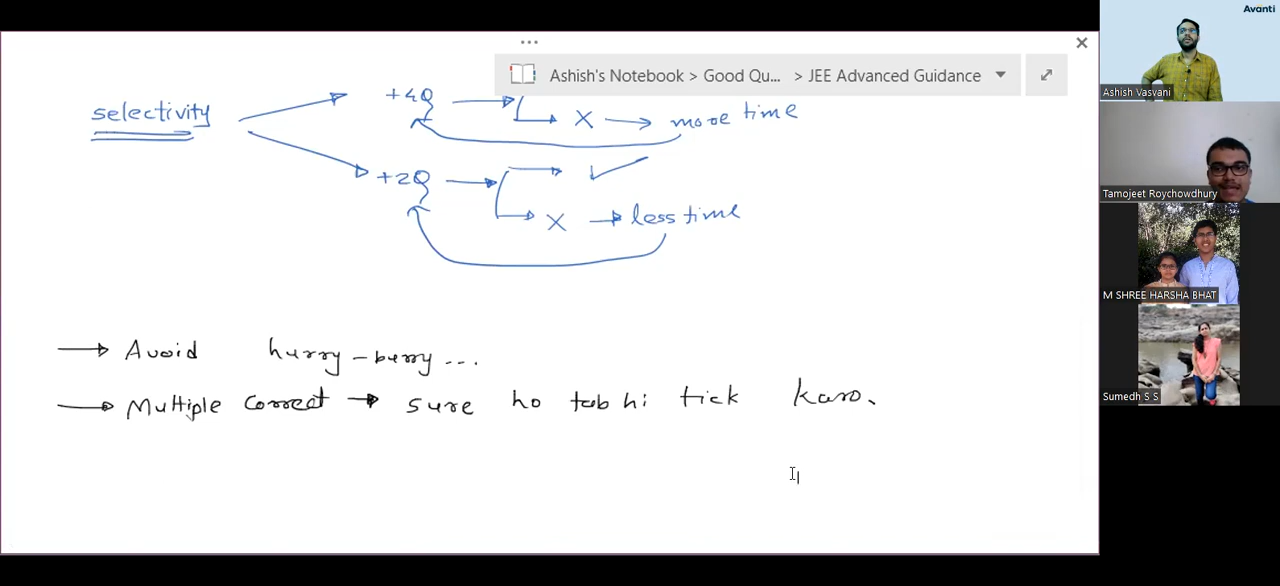 Avanti
Ashish's Notebook > Good Qu... > JEE Advanced Guidance
selectivity
+4Q
X
more time
+2Q
X
less time
Avoid hurry-burry...
Multiple correct → sure ho tab hi tick karo.
Ashish Vasvani
Tamojeet Roychowdhury
M SHREE HARSHA BHAT
Sumedh S S